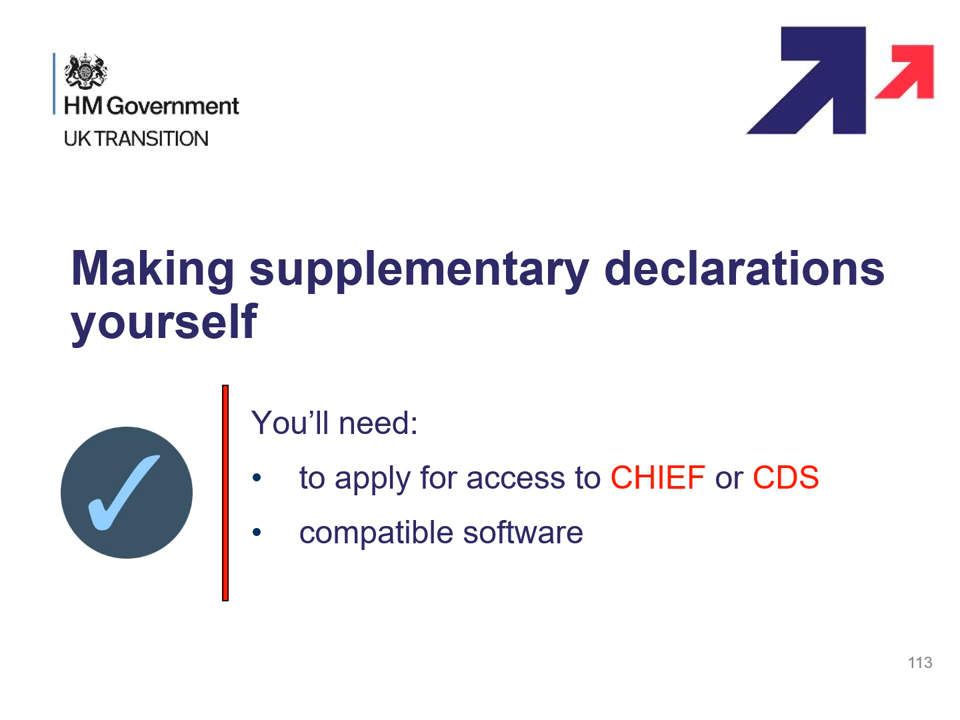 HM Government
UK TRANSITION
Making supplementary declarations
yourself
You’ll need:
• to apply for access to CHIEF or CDS
• compatible software
113